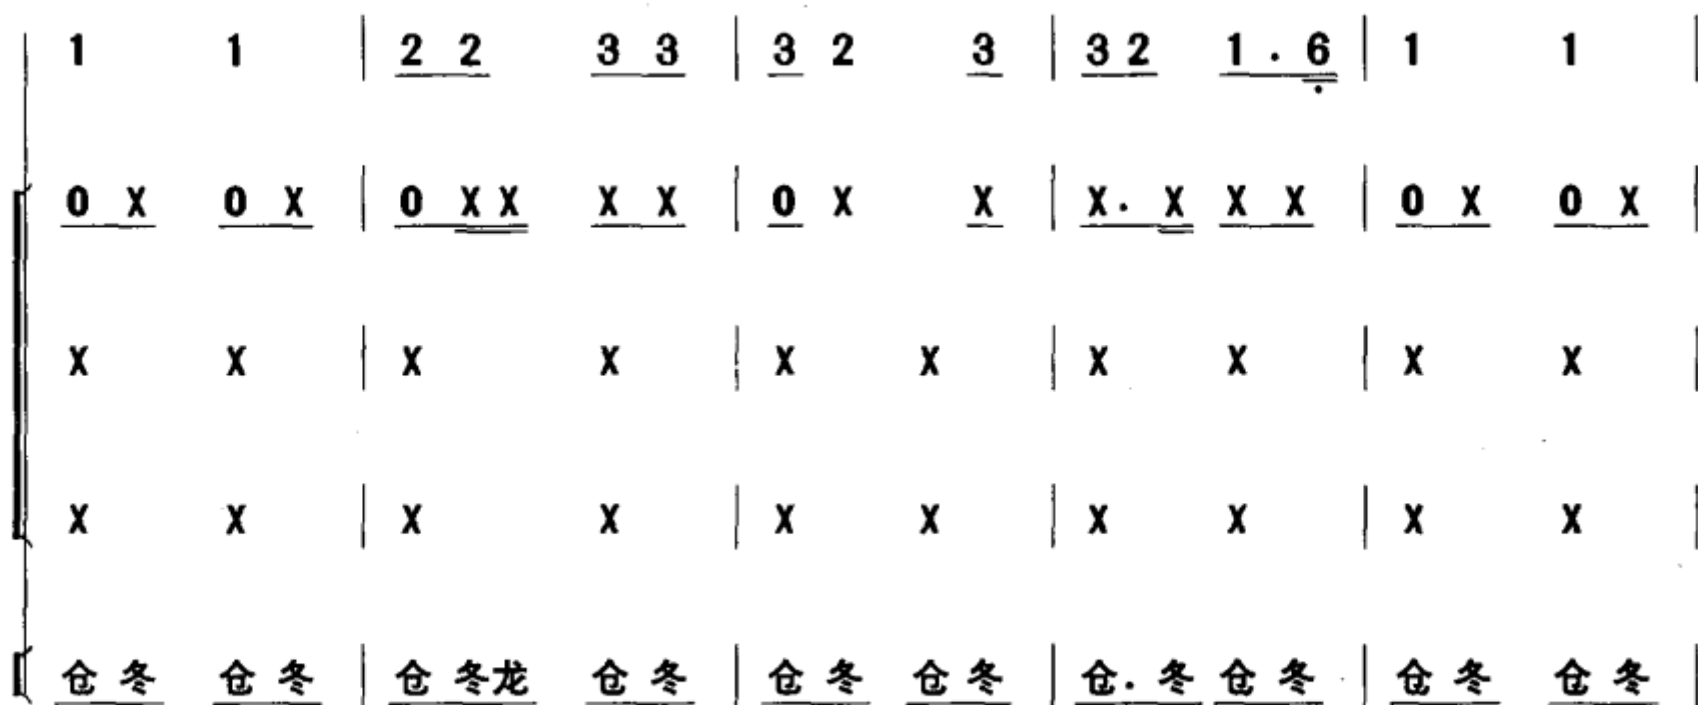 1 1 | 2 2 3 3 | 3 2 3 | 3 2 1 . 6̣ | 1 1 |
0 X 0 X | 0 X X X X | 0 X X | X . X X X | 0 X 0 X |
X X | X X | X X | X X | X X |
X X | X X | X X | X X | X X |
仓 冬 仓 冬 | 仓 冬龙 仓 冬 | 仓 冬 仓 冬 | 仓 . 冬 仓 冬 | 仓 冬 仓 冬 |